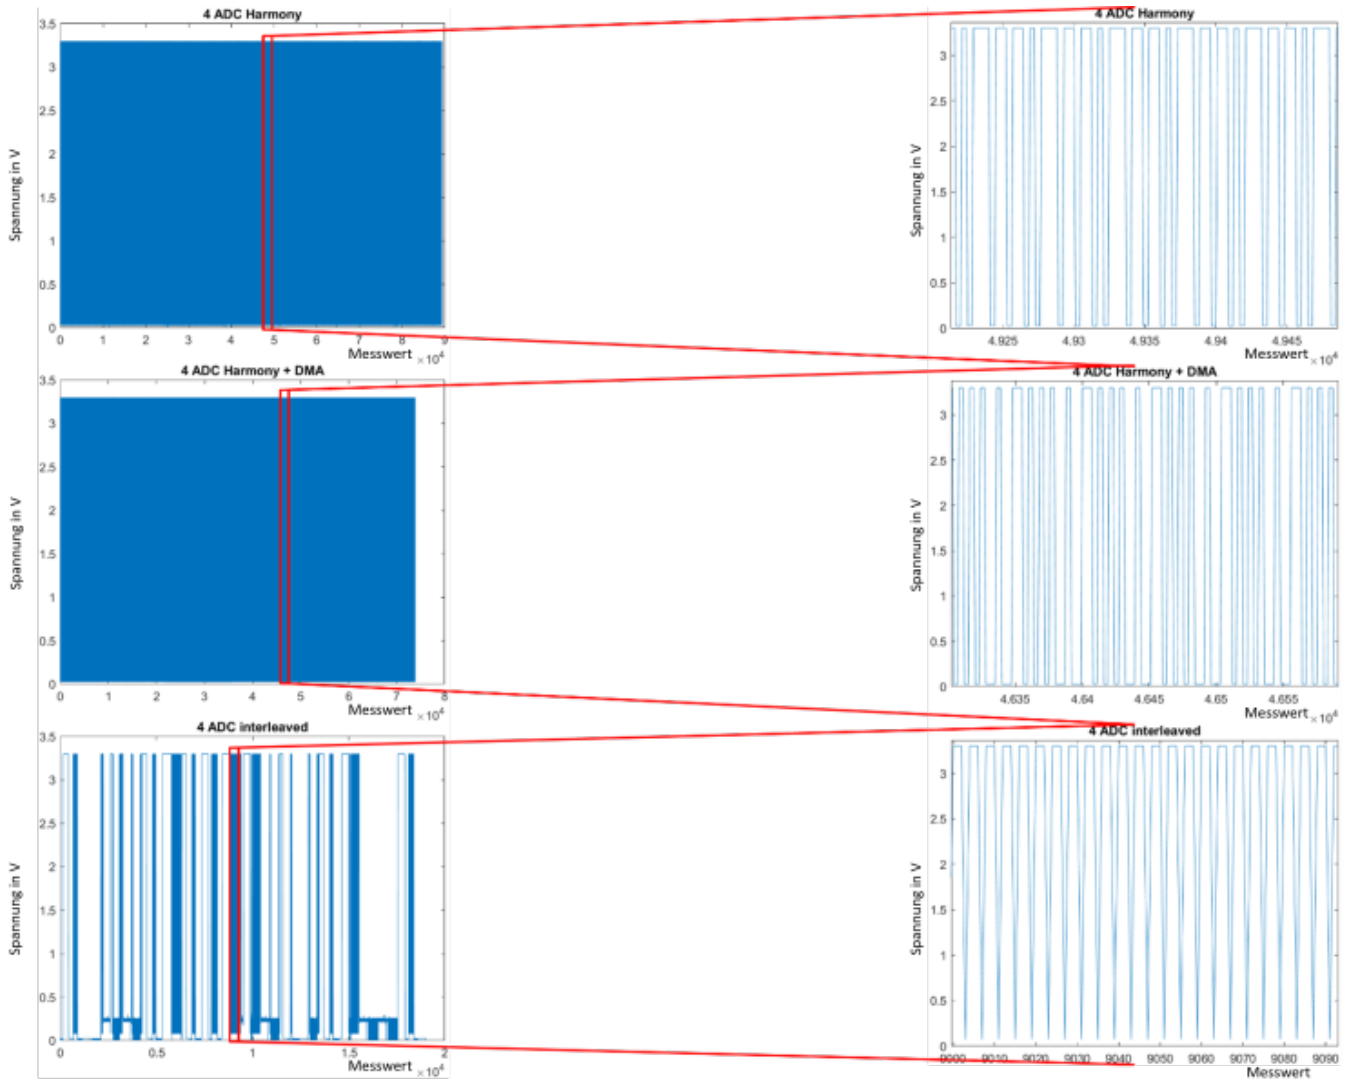 4 ADC Harmony
3.5
3
2.5
2
1.5
1
0.5
0
Spannung in V
0 1 2 3 4 5 6 7 8 9
Messwert ×10⁴
4 ADC Harmony
3
2.5
2
1.5
1
0.5
0
Spannung in V
4.925 4.93 4.935 4.94 4.945
Messwert ×10⁴
4 ADC Harmony + DMA
3.5
3
2.5
2
1.5
1
0.5
0
Spannung in V
0 1 2 3 4 5 6 7 8
Messwert ×10⁴
4 ADC Harmony + DMA
3
2.5
2
1.5
1
0.5
0
Spannung in V
4.635 4.64 4.645 4.65 4.655
Messwert ×10⁴
4 ADC interleaved
3.5
3
2.5
2
1.5
1
0.5
0
Spannung in V
0 0.5 1 1.5 2
Messwert ×10⁴
4 ADC interleaved
3
2.5
2
1.5
1
0.5
0
Spannung in V
9000 9010 9020 9030 9040 9050 9060 9070 9080 9090
Messwert